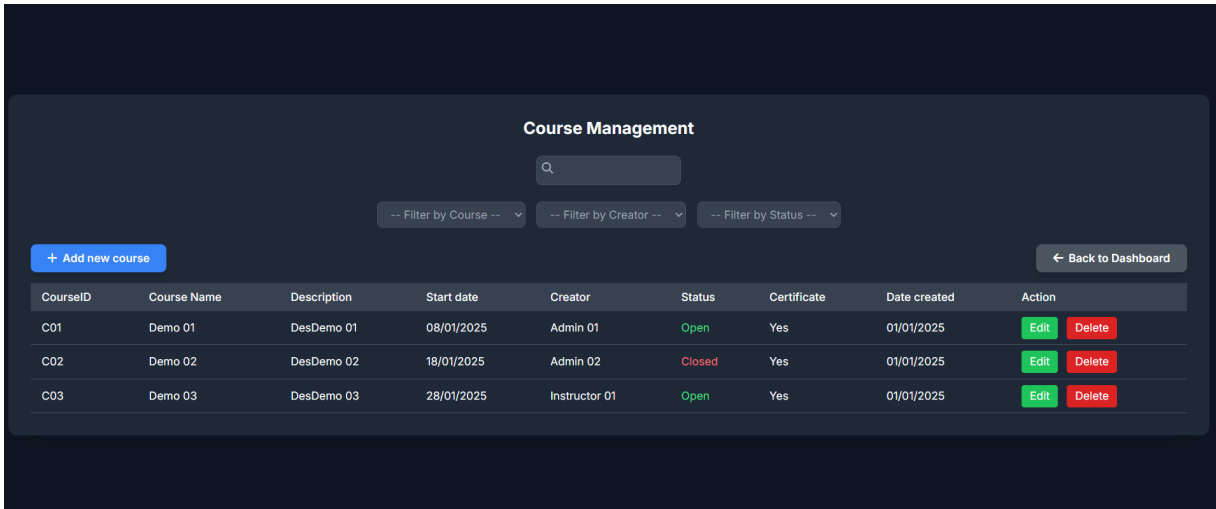 Course Management
-- Filter by Course -- -- Filter by Creator -- -- Filter by Status --
+ Add new course ← Back to Dashboard
CourseID Course Name Description Start date Creator Status Certificate Date created Action
C01 Demo 01 DesDemo 01 08/01/2025 Admin 01 Open Yes 01/01/2025 Edit Delete
C02 Demo 02 DesDemo 02 18/01/2025 Admin 02 Closed Yes 01/01/2025 Edit Delete
C03 Demo 03 DesDemo 03 28/01/2025 Instructor 01 Open Yes 01/01/2025 Edit Delete